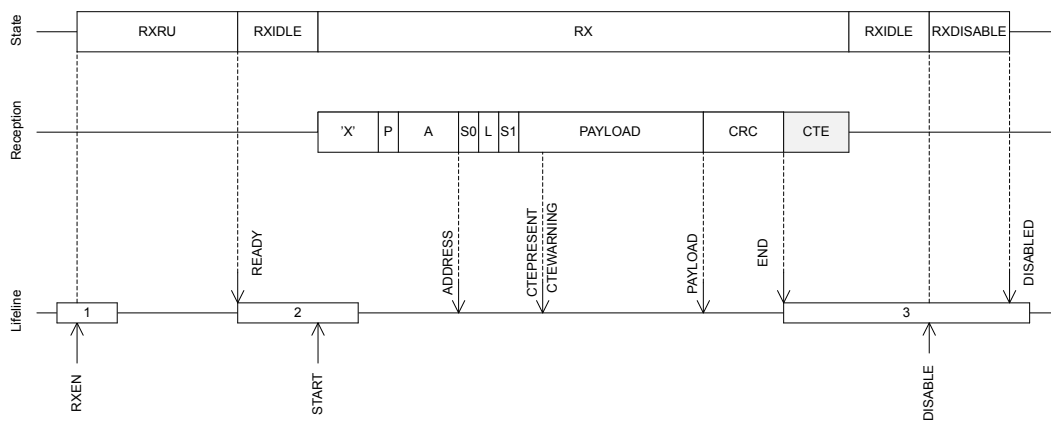 State
RXRU
RXIDLE
RX
RXIDLE
RXDISABLE
Reception
'X'
P
A
S0
L
S1
PAYLOAD
CRC
CTE
READY
ADDRESS
CTEPRESENT
CTEWARNING
PAYLOAD
END
DISABLED
Lifeline
1
2
3
RXEN
START
DISABLE